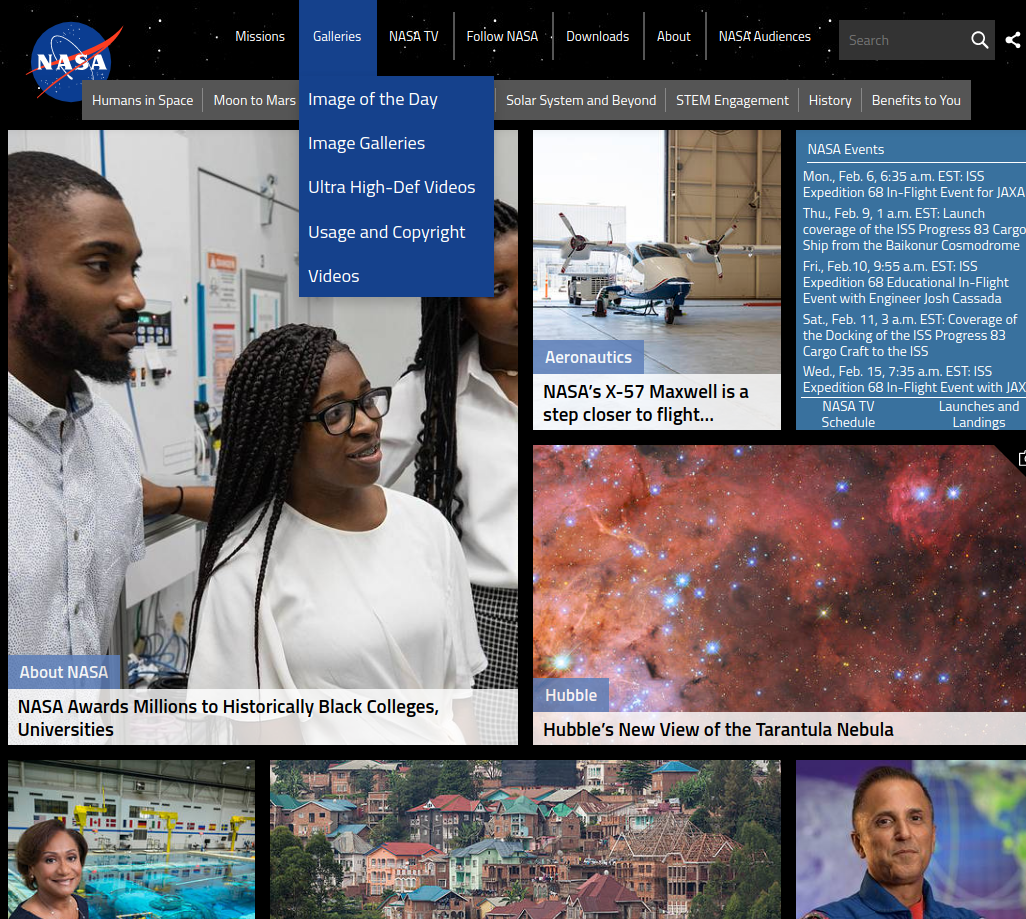 NASA
Missions
Galleries
NASA TV
Follow NASA
Downloads
About
NASA Audiences
Search
Humans in Space
Moon to Mars
Solar System and Beyond
STEM Engagement
History
Benefits to You
Image of the Day
Image Galleries
Ultra High-Def Videos
Usage and Copyright
Videos
DANGER
About NASA
NASA Awards Millions to Historically Black Colleges,
Universities
Aeronautics
NASA's X-57 Maxwell is a
step closer to flight...
NASA Events
Mon., Feb. 6, 6:35 a.m. EST: ISS
Expedition 68 In-Flight Event for JAXA
Thu., Feb. 9, 1 a.m. EST: Launch
coverage of the ISS Progress 83 Cargo
Ship from the Baikonur Cosmodrome
Fri., Feb.10, 9:55 a.m. EST: ISS
Expedition 68 Educational In-Flight
Event with Engineer Josh Cassada
Sat., Feb. 11, 3 a.m. EST: Coverage of
the Docking of the ISS Progress 83
Cargo Craft to the ISS
Wed., Feb. 15, 7:35 a.m. EST: ISS
Expedition 68 In-Flight Event with JAX
NASA TV
Schedule
Launches and
Landings
Hubble
Hubble's New View of the Tarantula Nebula